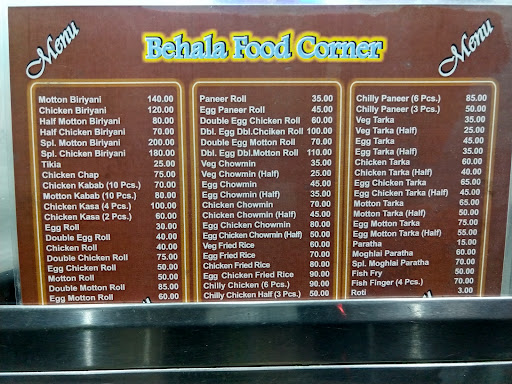 Menu
Behala Food Corner
Menu
Motton Biriyani 140.00
Chicken Biriyani 120.00
Half Motton Biriyani 80.00
Half Chicken Biriyani 70.00
Spl. Motton Biriyani 200.00
Spl. Chicken Biriyani 180.00
Tikia 25.00
Chicken Chap 75.00
Chicken Kabab (10 Pcs.) 70.00
Motton Kabab (10 Pcs.) 80.00
Chicken Kasa (4 Pcs.) 100.00
Chicken Kasa (2 Pcs.) 60.00
Egg Roll 30.00
Double Egg Roll 40.00
Chicken Roll 40.00
Double Chicken Roll 75.00
Egg Chicken Roll 50.00
Motton Roll 50.00
Double Motton Roll 85.00
Egg Motton Roll 60.00
Paneer Roll 35.00
Egg Paneer Roll 45.00
Double Egg Chicken Roll 60.00
Dbl. Egg Dbl.Chciken Roll 100.00
Double Egg Motton Roll 70.00
Dbl. Egg Dbl.Motton Roll 110.00
Veg Chowmin 35.00
Veg Chowmin (Half) 25.00
Egg Chowmin 45.00
Egg Chowmin (Half) 35.00
Chicken Chowmin 70.00
Chicken Chowmin (Half) 45.00
Egg Chicken Chowmin 80.00
Egg Chicken Chowmin (Half) 50.00
Veg Fried Rice 60.00
Egg Fried Rice 70.00
Chicken Fried Rice 80.00
Egg Chicken Fried Rice 90.00
Chilly Chicken (6 Pcs.) 90.00
Chilly Chicken Half (3 Pcs.) 50.00
Chilly Paneer (6 Pcs.) 85.00
Chilly Paneer (3 Pcs.) 50.00
Veg Tarka 35.00
Veg Tarka (Half) 25.00
Egg Tarka 45.00
Egg Tarka (Half) 35.00
Chicken Tarka 60.00
Chicken Tarka (Half) 40.00
Egg Chicken Tarka 65.00
Egg Chicken Tarka (Half) 45.00
Motton Tarka 65.00
Motton Tarka (Half) 50.00
Egg Motton Tarka 75.00
Egg Motton Tarka (Half) 55.00
Paratha 15.00
Moghlai Paratha 60.00
Spl. Moghlai Paratha 70.00
Fish Fry 50.00
Fish Finger (4 Pcs.) 70.00
Roti 3.00